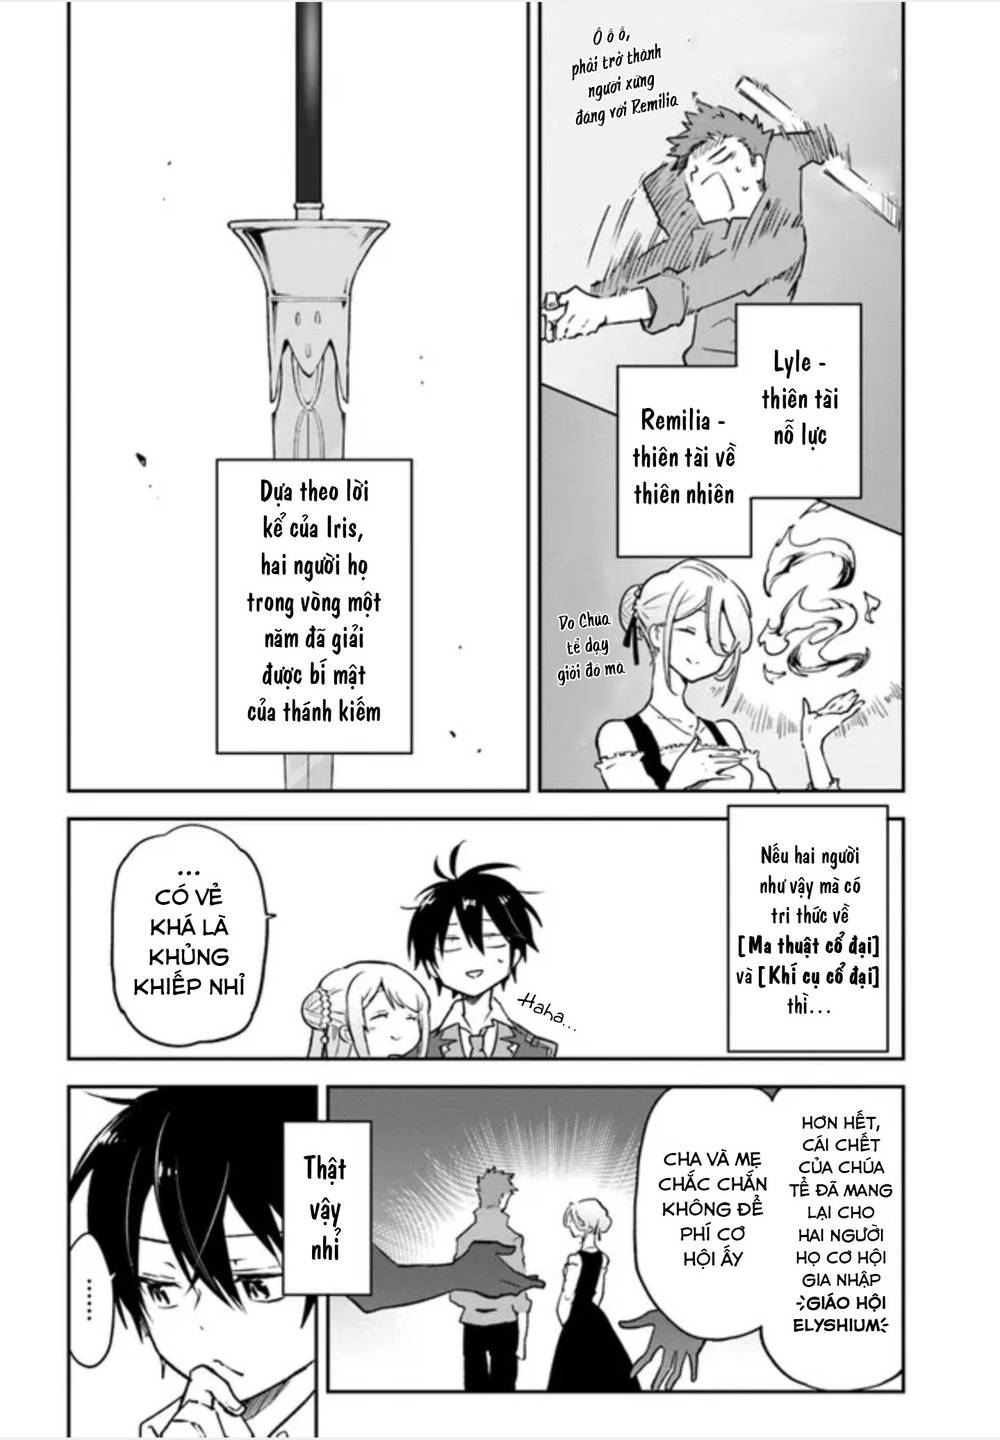 Ồ ồ ồ,
phải trở thành
người xứng
đáng với Remilia
Lyle -
thiên tài
nỗ lực
Remilia -
thiên tài về
thiên nhiên
Do Chúa
tể dạy
giỏi đó mà
Dựa theo lời
kể của Iris,
hai người họ
trong vòng một
năm đã giải
được bí mật
của thánh kiếm
Nếu hai người
như vậy mà có
tri thức về
[Ma thuật cổ đại]
và [Khí cụ cổ đại]
thì...
Haha...
...
CÓ VẺ
KHÁ LÀ
KHỦNG
KHIẾP NHỈ
HƠN HẾT,
CÁI CHẾT
CỦA CHÚA
TỂ ĐÃ MANG
LẠI CHO
HAI NGƯỜI
HỌ CƠ HỘI
GIA NHẬP
GIÁO HỘI
ELYSHIUM
CHA VÀ MẸ
CHẮC CHẮN
KHÔNG ĐỂ
PHÍ CƠ
HỘI ẤY
Thật
vậy
nhỉ
........